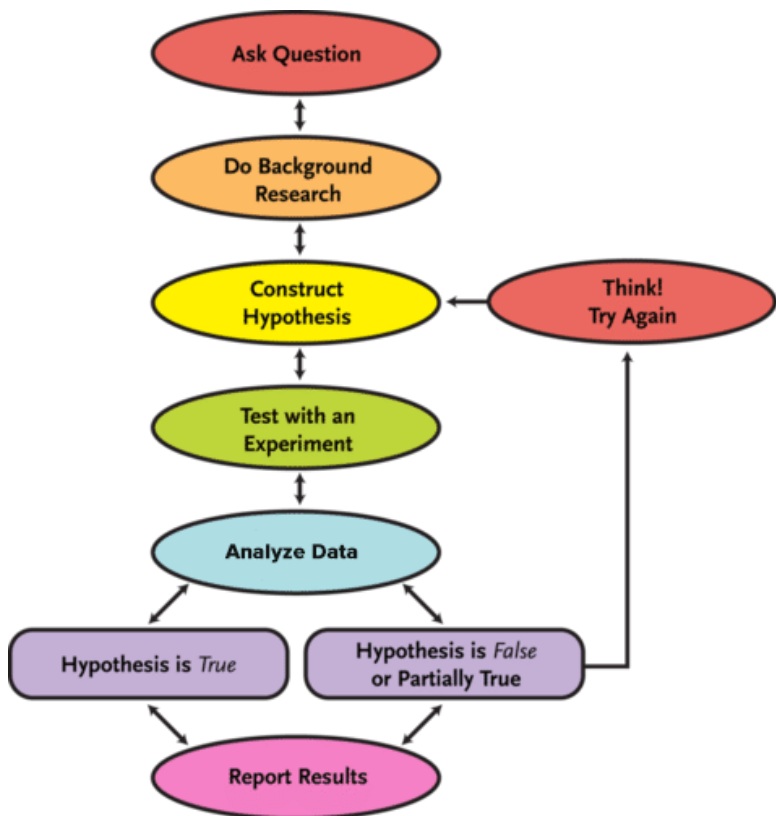 Ask Question
Do Background
Research
Construct
Hypothesis
Think!
Try Again
Test with an
Experiment
Analyze Data
Hypothesis is True
Hypothesis is False
or Partially True
Report Results